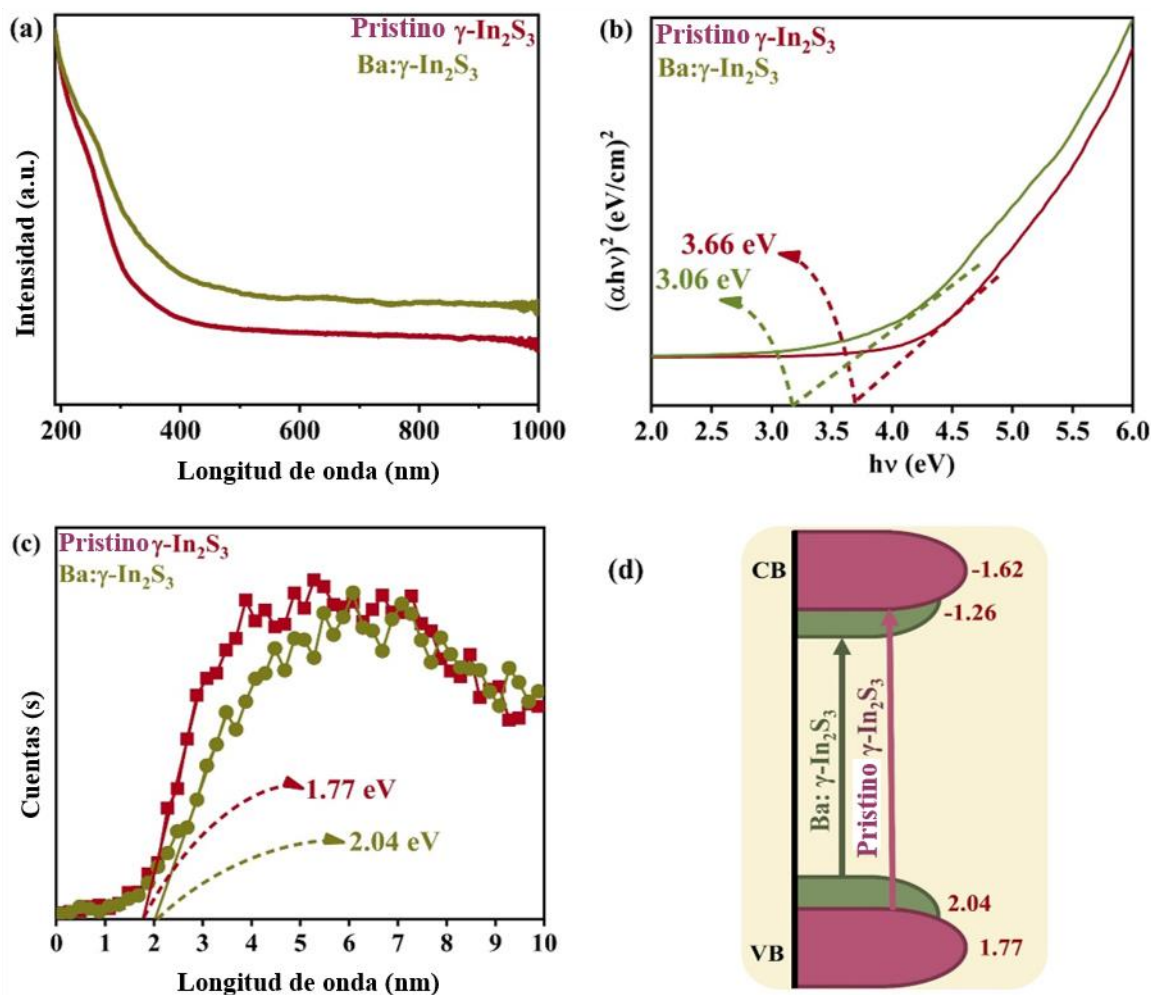 (a)
Pristino γ-In₂S₃
Ba:γ-In₂S₃
Intensidad (a.u.)
200 400 600 800 1000
Longitud de onda (nm)
(b)
Pristino γ-In₂S₃
Ba:γ-In₂S₃
(αhν)² (eV/cm)²
3.66 eV
3.06 eV
2.0 2.5 3.0 3.5 4.0 4.5 5.0 5.5 6.0
hν (eV)
(c)
Pristino γ-In₂S₃
Ba:γ-In₂S₃
Cuentas (s)
1.77 eV
2.04 eV
0 1 2 3 4 5 6 7 8 9 10
Longitud de onda (nm)
(d)
CB
-1.62
-1.26
Ba: γ-In₂S₃
Pristino γ-In₂S₃
2.04
VB
1.77